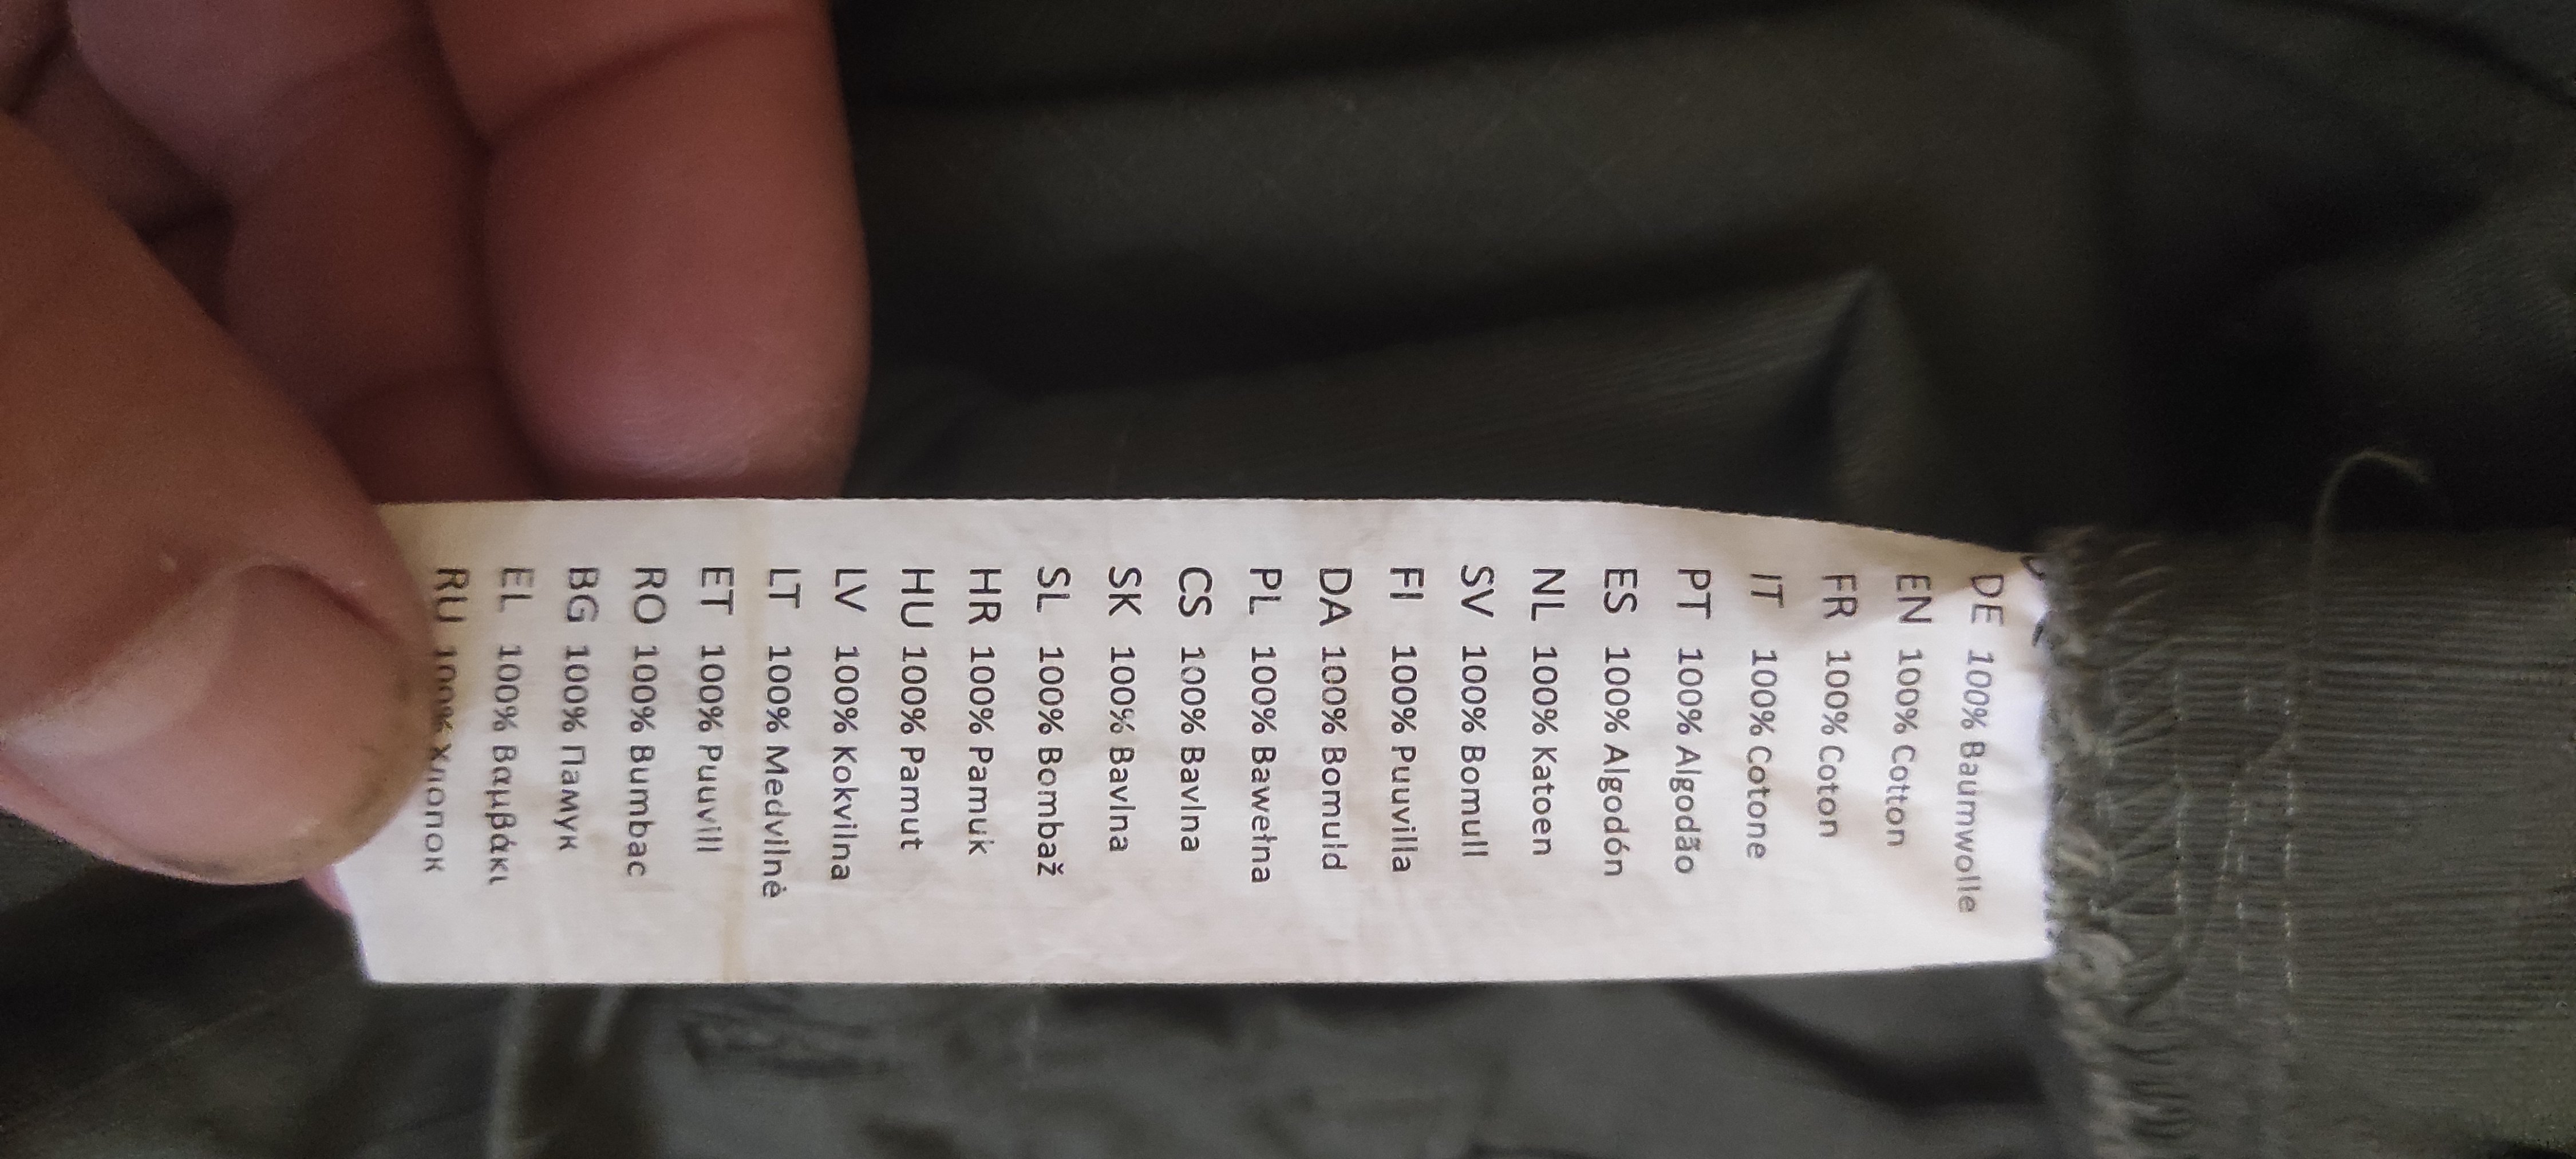 DE 100% Baumwolle
EN 100% Cotton
FR 100% Coton
IT 100% Cotone
PT 100% Algodão
ES 100% Algodón
NL 100% Katoen
SV 100% Bomull
FI 100% Puuvilla
DA 100% Bomuld
PL 100% Bawełna
CS 100% Bavlna
SK 100% Bavlna
SL 100% Bombaž
HR 100% Pamuk
HU 100% Pamut
LV 100% Kokvilna
LT 100% Medvilnė
ET 100% Puuvill
RO 100% Bumbac
BG 100% Памук
EL 100% Βαμβάκι
RU 100% Хлопок